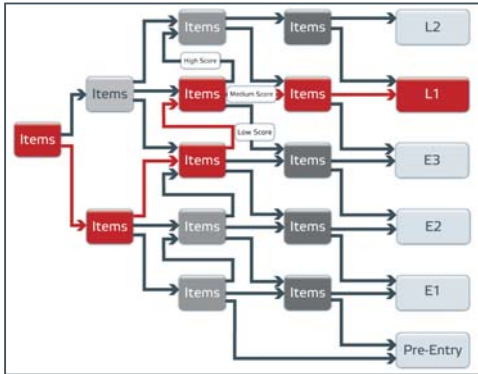 Items
Items
L2
High Score
Items
Items
Medium Score
Items
L1
Items
Low Score
Items
Items
E3
Items
Items
Items
E2
Items
Items
E1
Pre-Entry